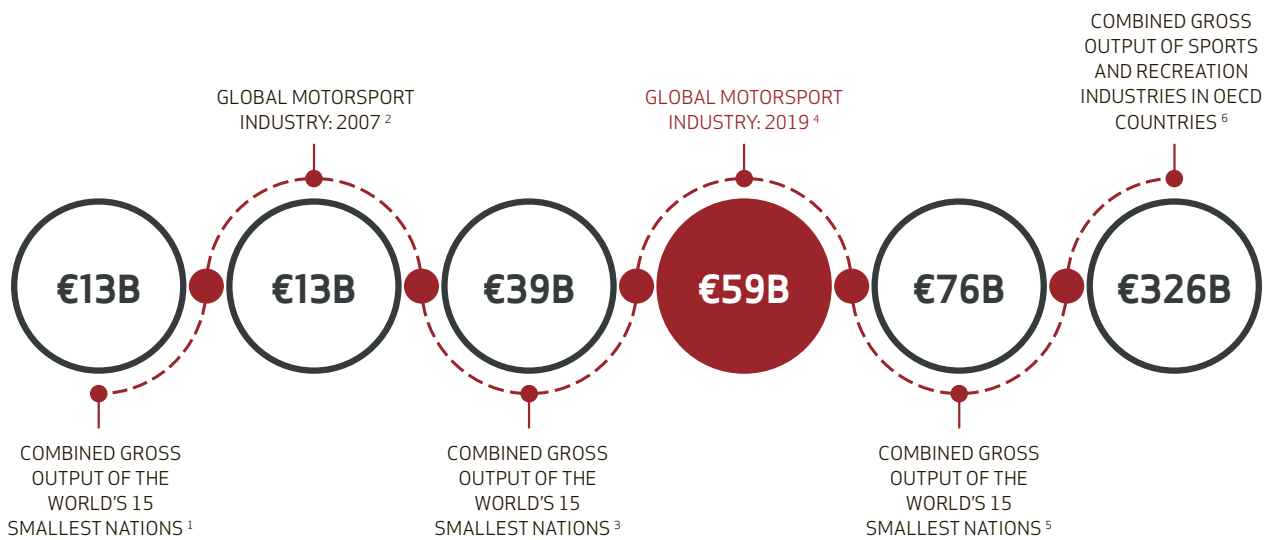 COMBINED GROSS
OUTPUT OF SPORTS
AND RECREATION
INDUSTRIES IN OECD
COUNTRIES ⁶
GLOBAL MOTORSPORT
INDUSTRY: 2007 ²
GLOBAL MOTORSPORT
INDUSTRY: 2019 ⁴
€13B
€13B
€39B
€59B
€76B
€326B
COMBINED GROSS
OUTPUT OF THE
WORLD'S 15
SMALLEST NATIONS ¹
COMBINED GROSS
OUTPUT OF THE
WORLD'S 15
SMALLEST NATIONS ³
COMBINED GROSS
OUTPUT OF THE
WORLD'S 15
SMALLEST NATIONS ⁵